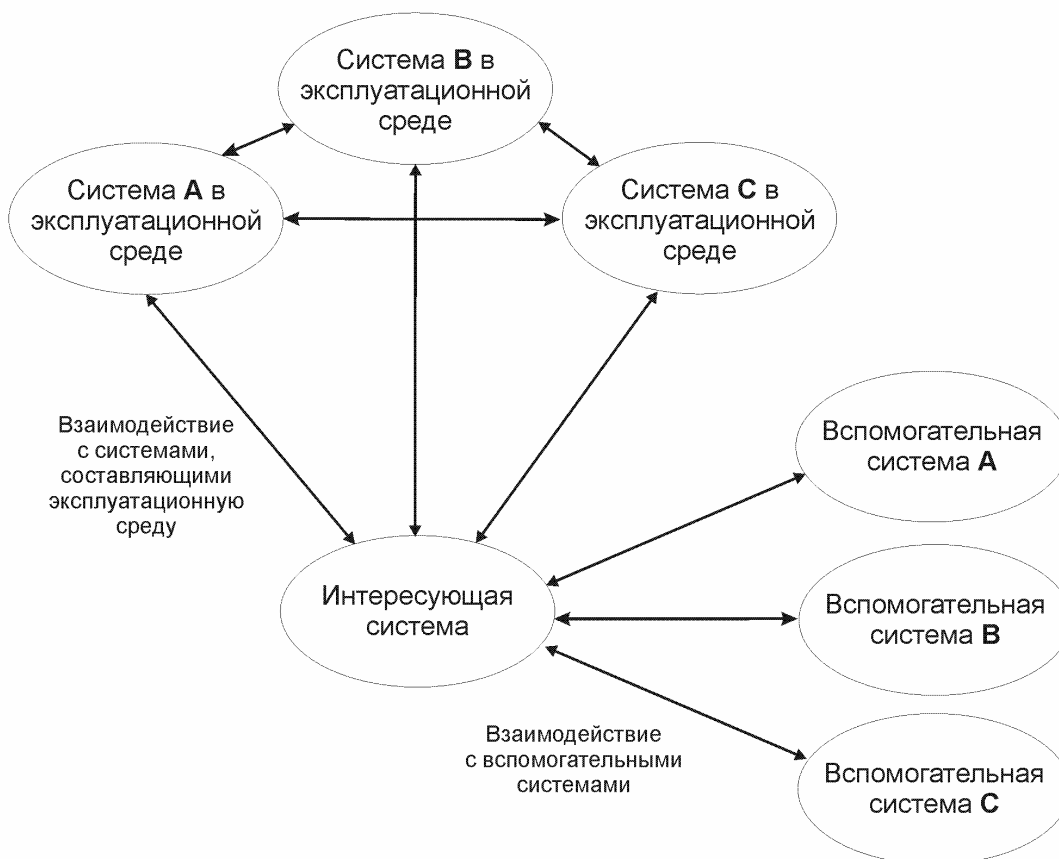 Система B в
эксплуатационной
среде
Система A в
эксплуатационной
среде
Система C в
эксплуатационной
среде
Взаимодействие
с системами,
составляющими
эксплуатационную
среду
Вспомогательная
система A
Интересующая
система
Вспомогательная
система B
Взаимодействие
с вспомогательными
системами
Вспомогательная
система C